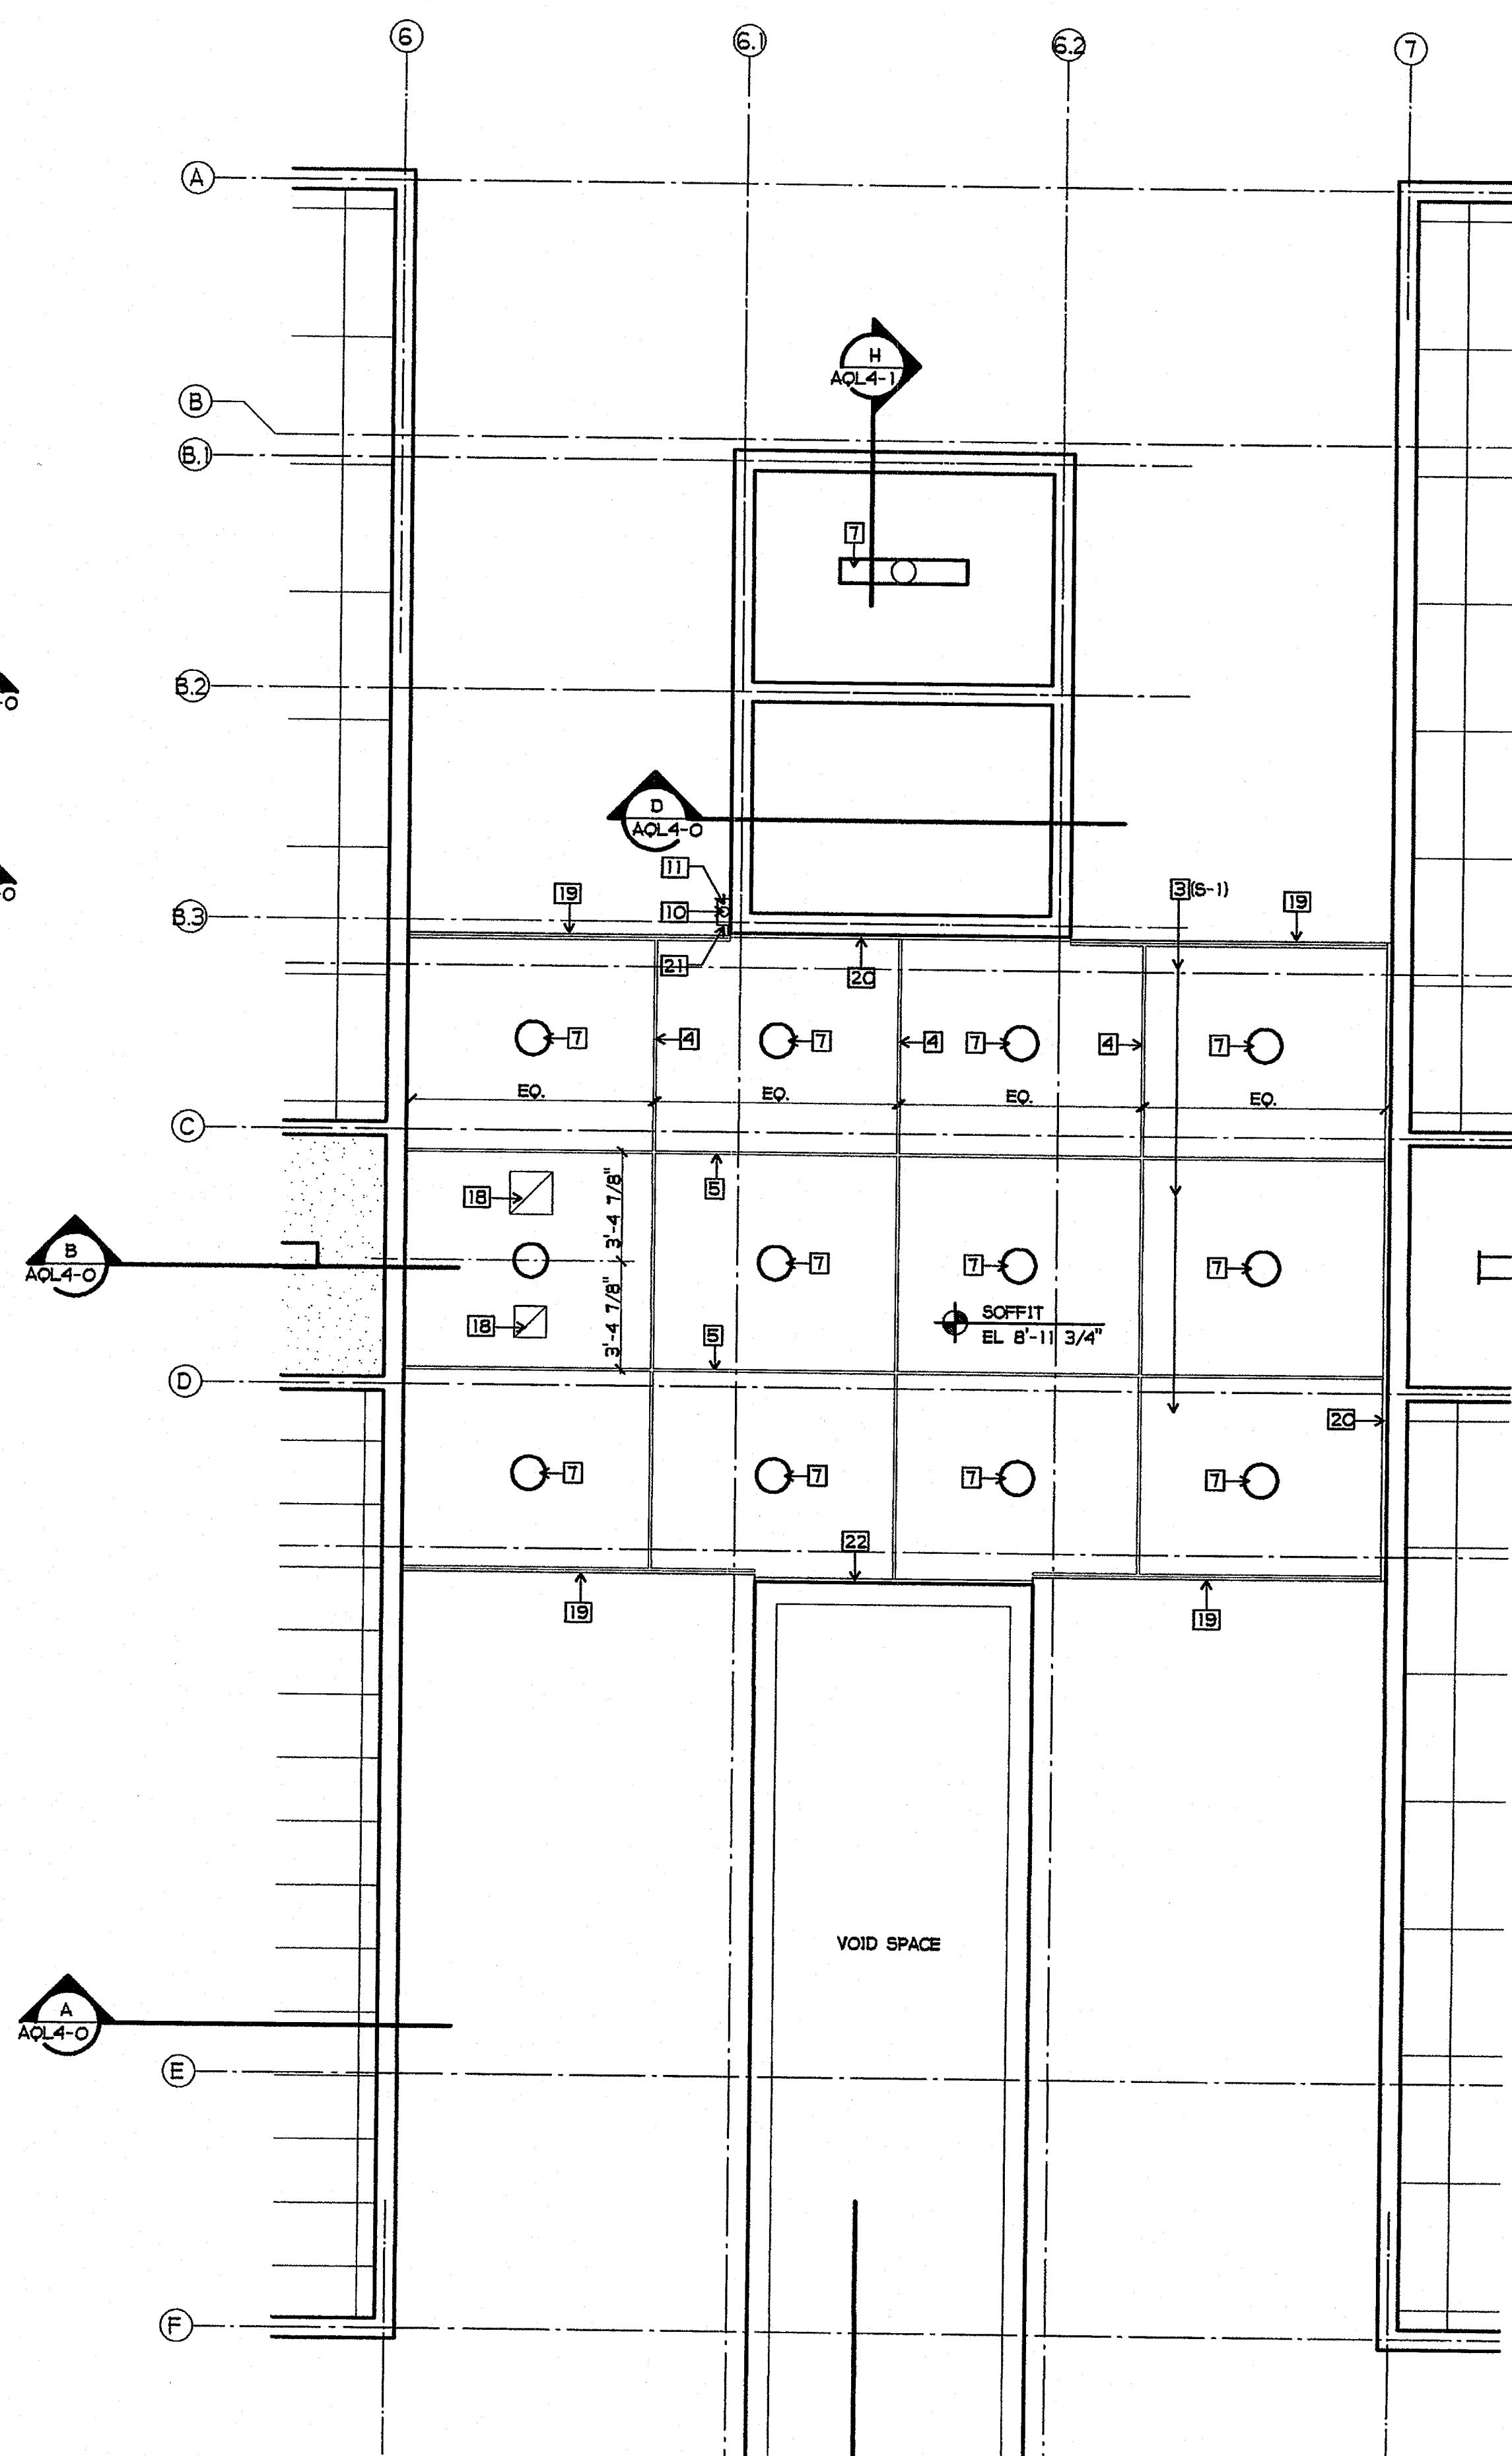 6
6.1
6.2
7
A
H
AQL4-1
B
B.1
7
B.2
-0
D
AQL4-0
11
19
3 (S-1)
19
-0
10
B.3
21
20
7
4
7
4
7
4
7
EQ.
EQ.
EQ.
EQ.
C
5
18
3'-4 7/8"
B
AQL4-0
7
7
7
SOFFIT
EL 8'-11 3/4"
18
3'-4 7/8"
5
D
20
7
7
7
7
22
19
19
VOID SPACE
A
AQL4-0
E
F